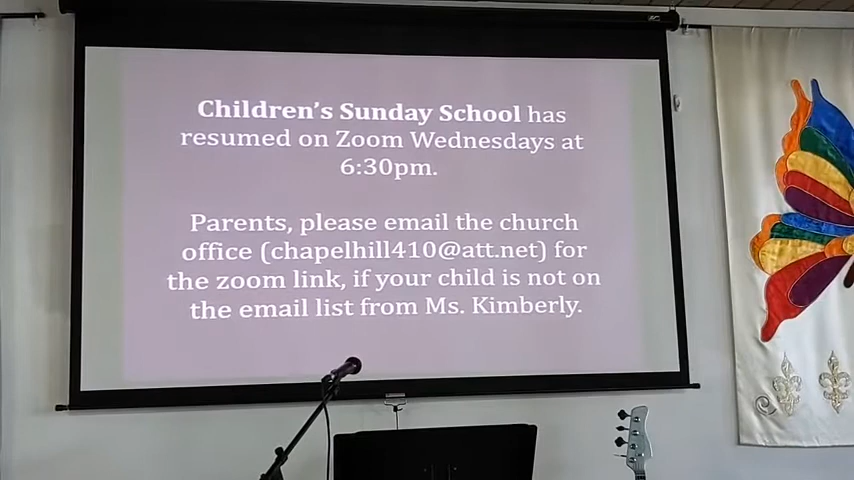 Children's Sunday School has
resumed on Zoom Wednesdays at
6:30pm.
Parents, please email the church
office (chapelhill410@att.net) for
the zoom link, if your child is not on
the email list from Ms. Kimberly.